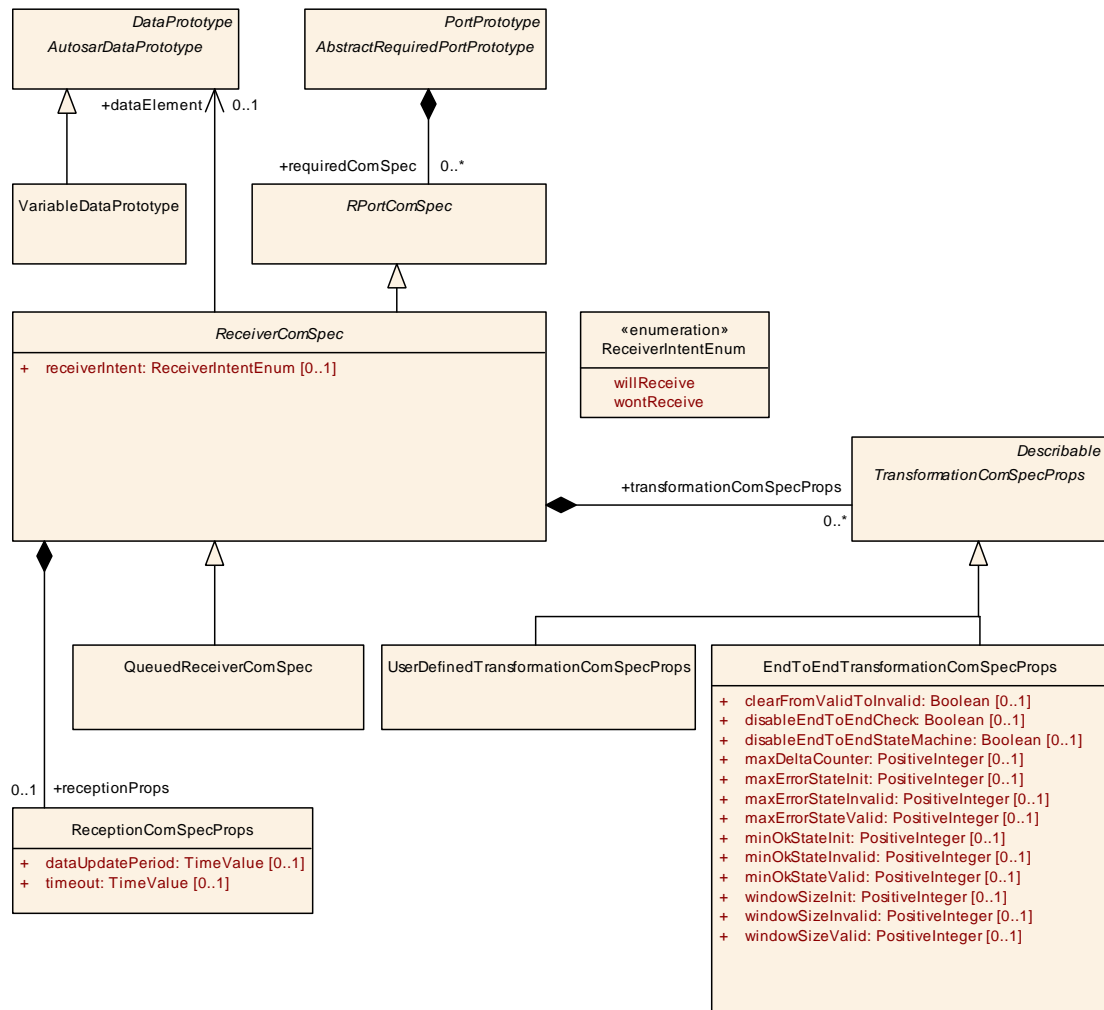 DataPrototype
AutosarDataPrototype
PortPrototype
AbstractRequiredPortPrototype
+dataElement
0..1
+requiredComSpec
0..*
VariableDataPrototype
RPortComSpec
ReceiverComSpec
+ receiverIntent: ReceiverIntentEnum [0..1]
«enumeration»
ReceiverIntentEnum
willReceive
wontReceive
Describable
TransformationComSpecProps
+transformationComSpecProps
0..*
QueuedReceiverComSpec
UserDefinedTransformationComSpecProps
EndToEndTransformationComSpecProps
+ clearFromValidToInvalid: Boolean [0..1]
+ disableEndToEndCheck: Boolean [0..1]
+ disableEndToEndStateMachine: Boolean [0..1]
+ maxDeltaCounter: PositiveInteger [0..1]
+ maxErrorStateInit: PositiveInteger [0..1]
+ maxErrorStateInvalid: PositiveInteger [0..1]
+ maxErrorStateValid: PositiveInteger [0..1]
+ minOkStateInit: PositiveInteger [0..1]
+ minOkStateInvalid: PositiveInteger [0..1]
+ minOkStateValid: PositiveInteger [0..1]
+ windowSizeInit: PositiveInteger [0..1]
+ windowSizeInvalid: PositiveInteger [0..1]
+ windowSizeValid: PositiveInteger [0..1]
0..1
+receptionProps
ReceptionComSpecProps
+ dataUpdatePeriod: TimeValue [0..1]
+ timeout: TimeValue [0..1]